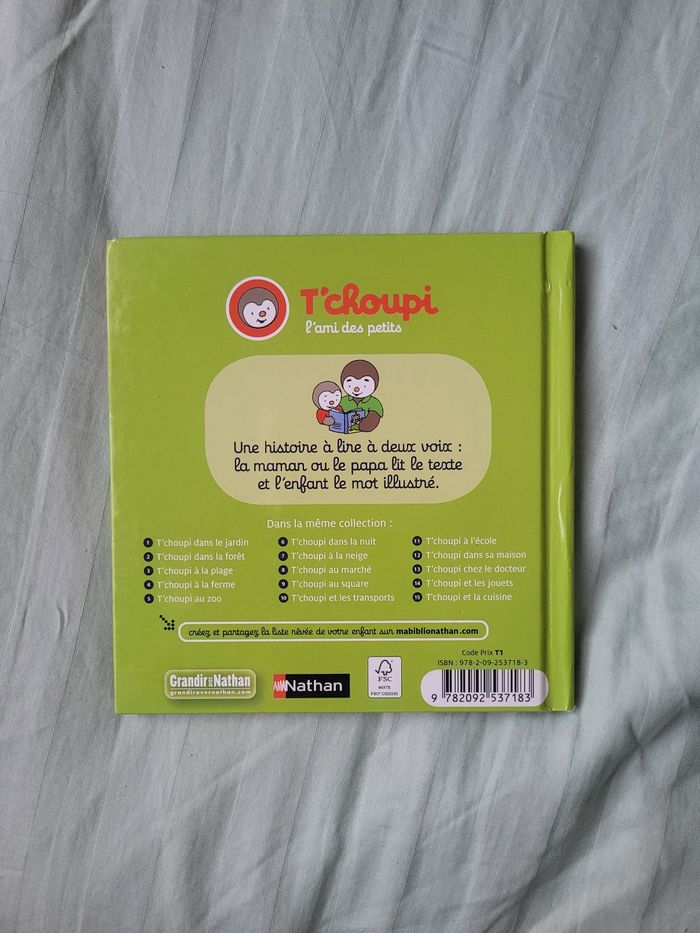 T'choupi
l'ami des petits
Une histoire à lire à deux voix :
la maman ou le papa lit le texte
et l'enfant le mot illustré.
Dans la même collection :
1 T'choupi dans le jardin
2 T'choupi dans la forêt
3 T'choupi à la plage
4 T'choupi à la ferme
5 T'choupi au zoo
6 T'choupi dans la nuit
7 T'choupi à la neige
8 T'choupi au marché
9 T'choupi au square
10 T'choupi et les transports
11 T'choupi à l'école
12 T'choupi dans sa maison
13 T'choupi chez le docteur
14 T'choupi et les jouets
15 T'choupi et la cuisine
créez et partagez la liste rêvée de votre enfant sur mabiblionathan.com
Code Prix T1
ISBN : 978-2-09-253718-3
Grandir avec Nathan
grandiravecnathan.com
Nathan
FSC
MIXTE
FSC® C022030
9 782092 537183